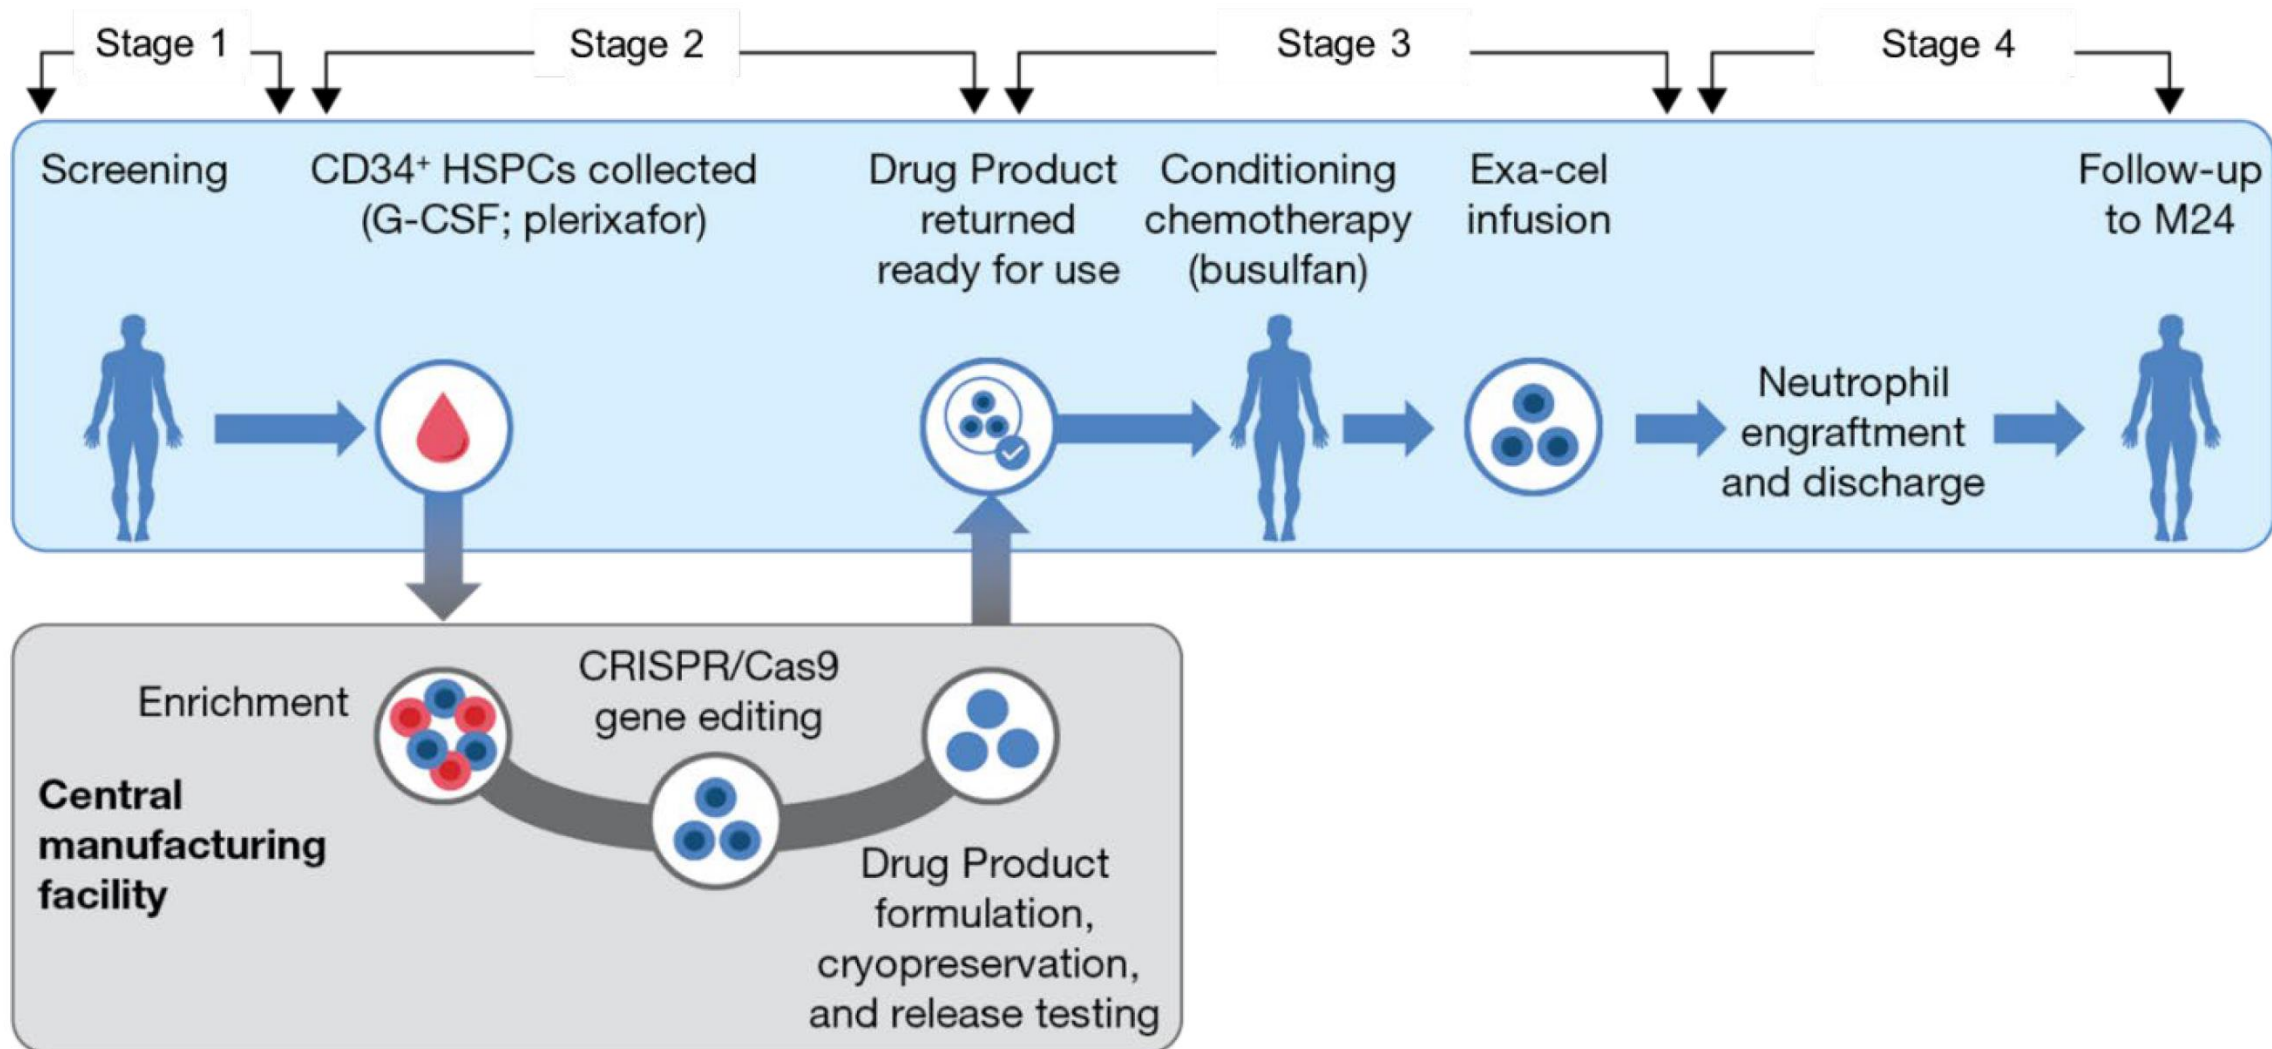 Stage 1
Stage 2
Stage 3
Stage 4
Screening
CD34⁺ HSPCs collected
(G-CSF; plerixafor)
Drug Product
returned
ready for use
Conditioning
chemotherapy
(busulfan)
Exa-cel
infusion
Follow-up
to M24
Neutrophil
engraftment
and discharge
Enrichment
CRISPR/Cas9
gene editing
Central
manufacturing
facility
Drug Product
formulation,
cryopreservation,
and release testing